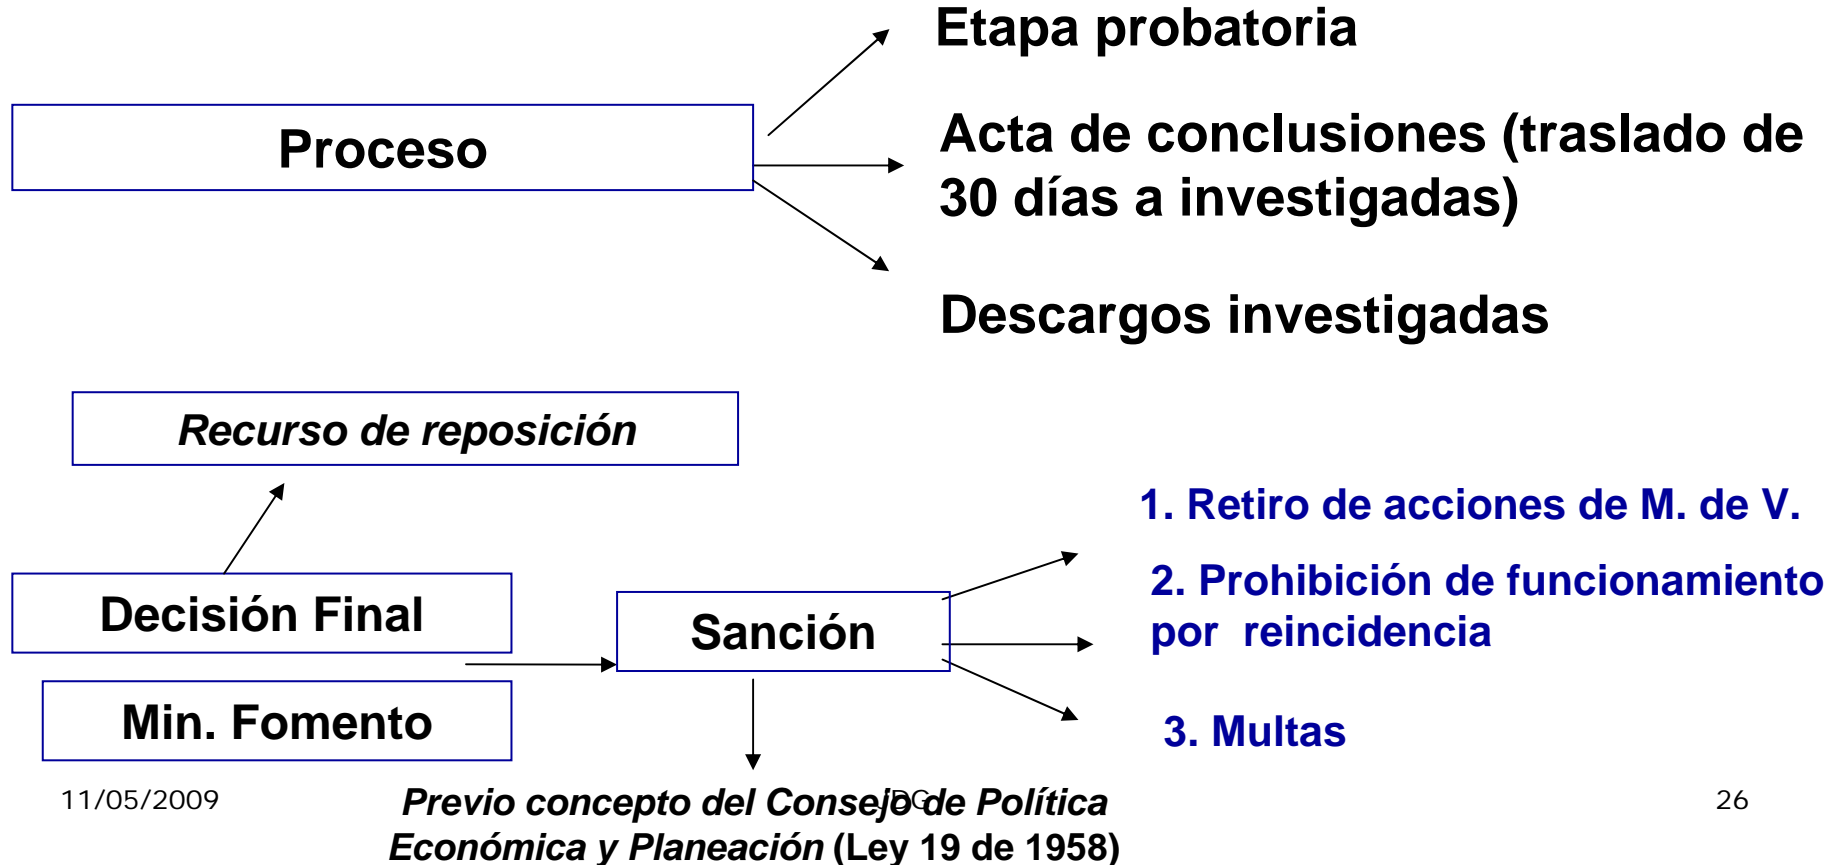 Etapa probatoria
Proceso
Acta de conclusiones (traslado de
30 días a investigadas)
Descargos investigadas
Recurso de reposición
1. Retiro de acciones de M. de V.
2. Prohibición de funcionamiento
por reincidencia
Decisión Final
Sanción
Min. Fomento
3. Multas
11/05/2009
JDG
26
Previo concepto del Consejo de Política
Económica y Planeación (Ley 19 de 1958)